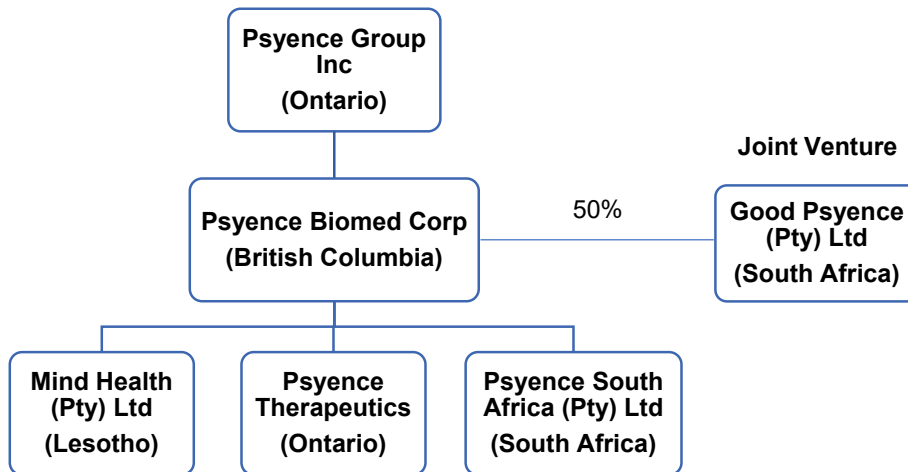 Psyence Group
Inc
(Ontario)
Joint Venture
Psyence Biomed Corp
(British Columbia)
50%
Good Psyence
(Pty) Ltd
(South Africa)
Mind Health
(Pty) Ltd
(Lesotho)
Psyence
Therapeutics
(Ontario)
Psyence South
Africa (Pty) Ltd
(South Africa)